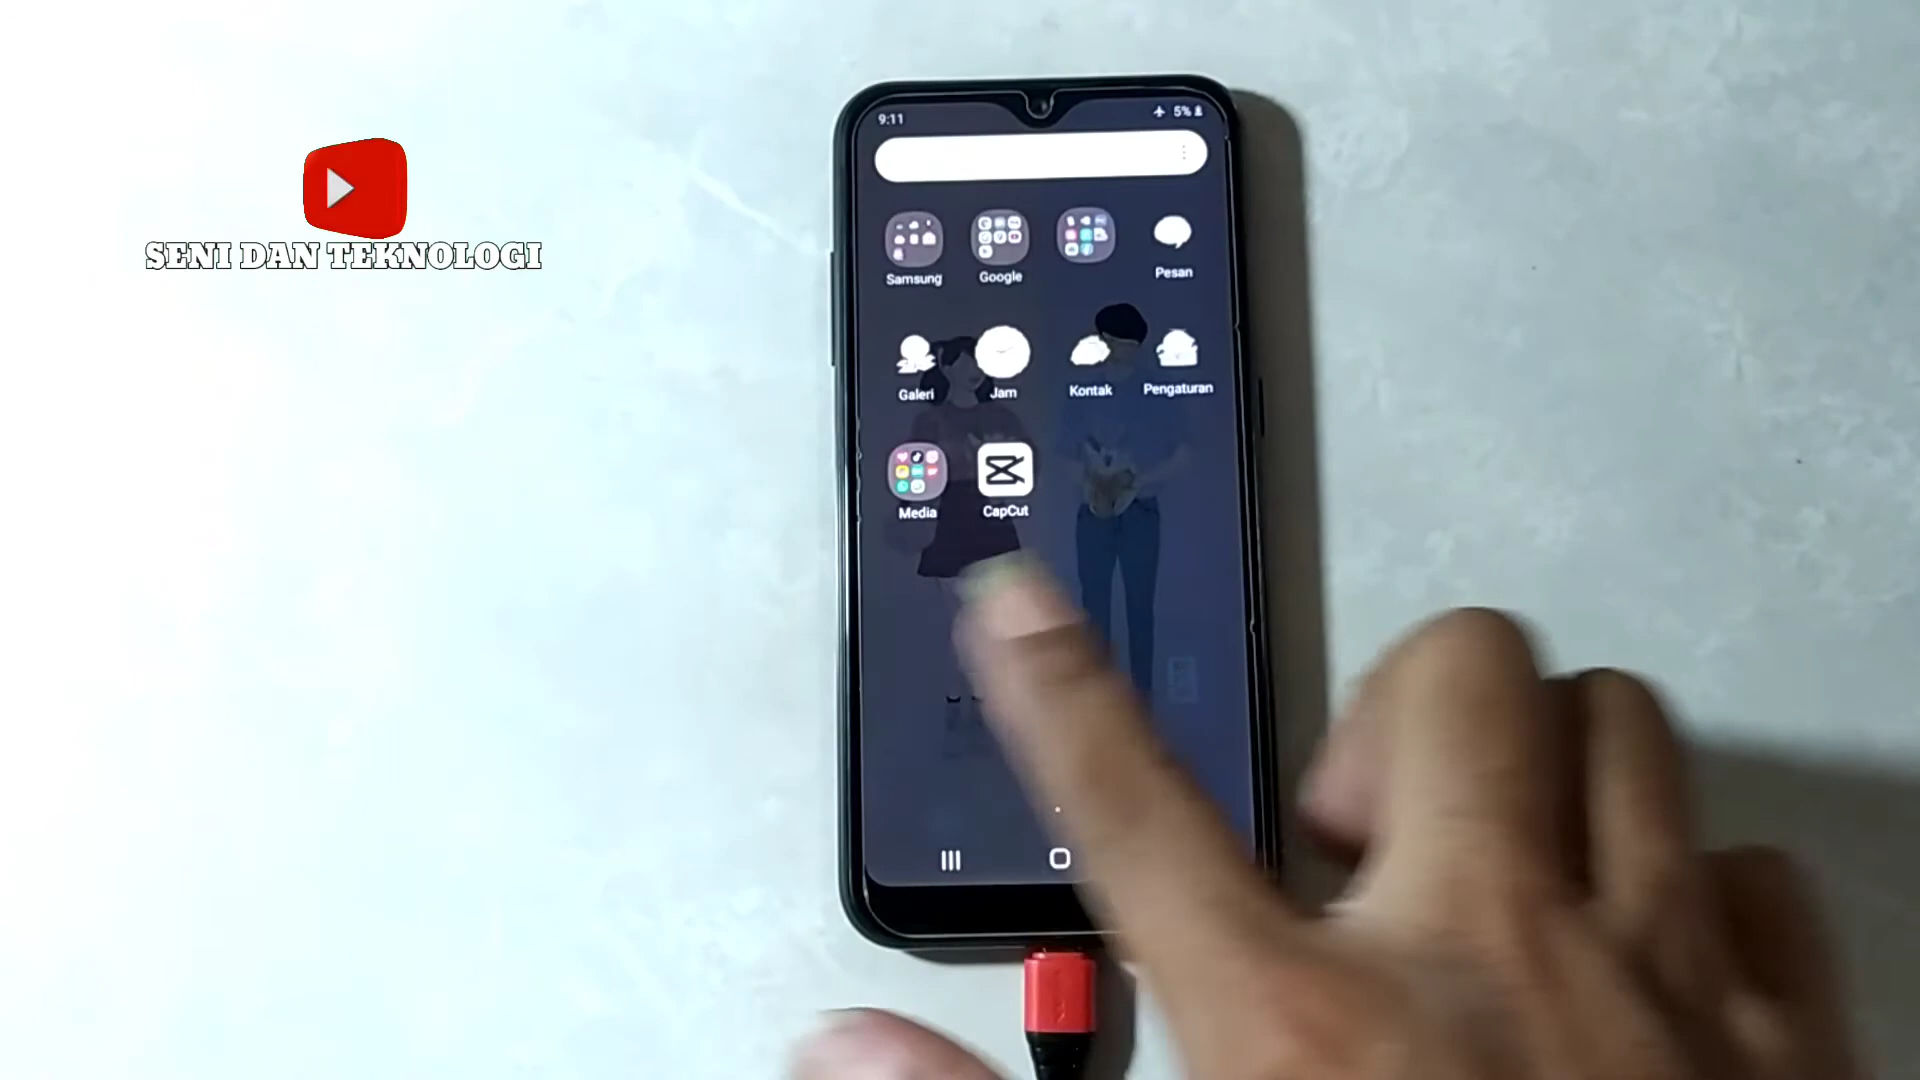 9:11
5%
SENI DAN TEKNOLOGI
Samsung
Google
Pesan
Galeri
Jam
Kontak
Pengaturan
Media
CapCut